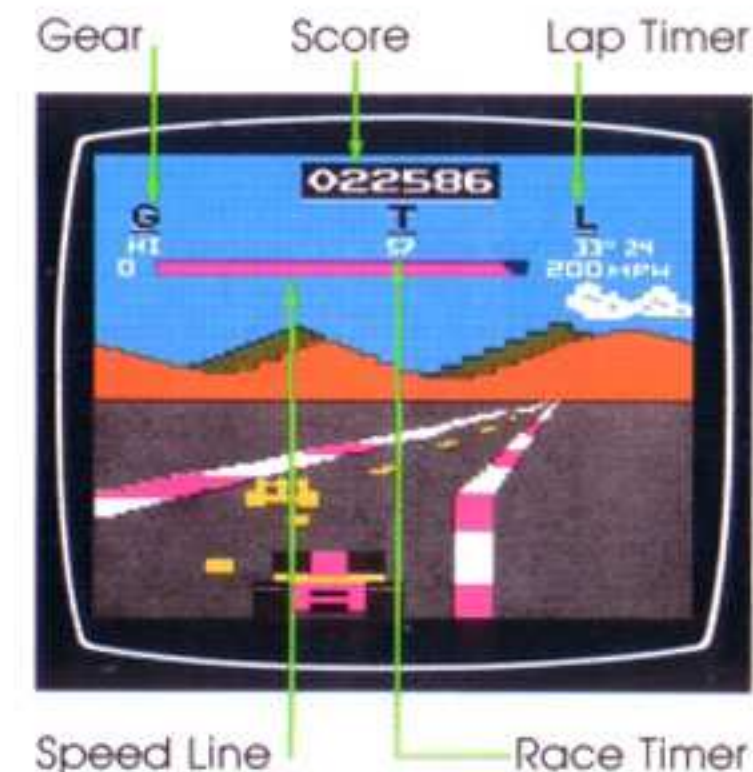 Gear Score Lap Timer
022586
G T L
HI 57 33" 24
0 200 MPH
Speed Line Race Timer